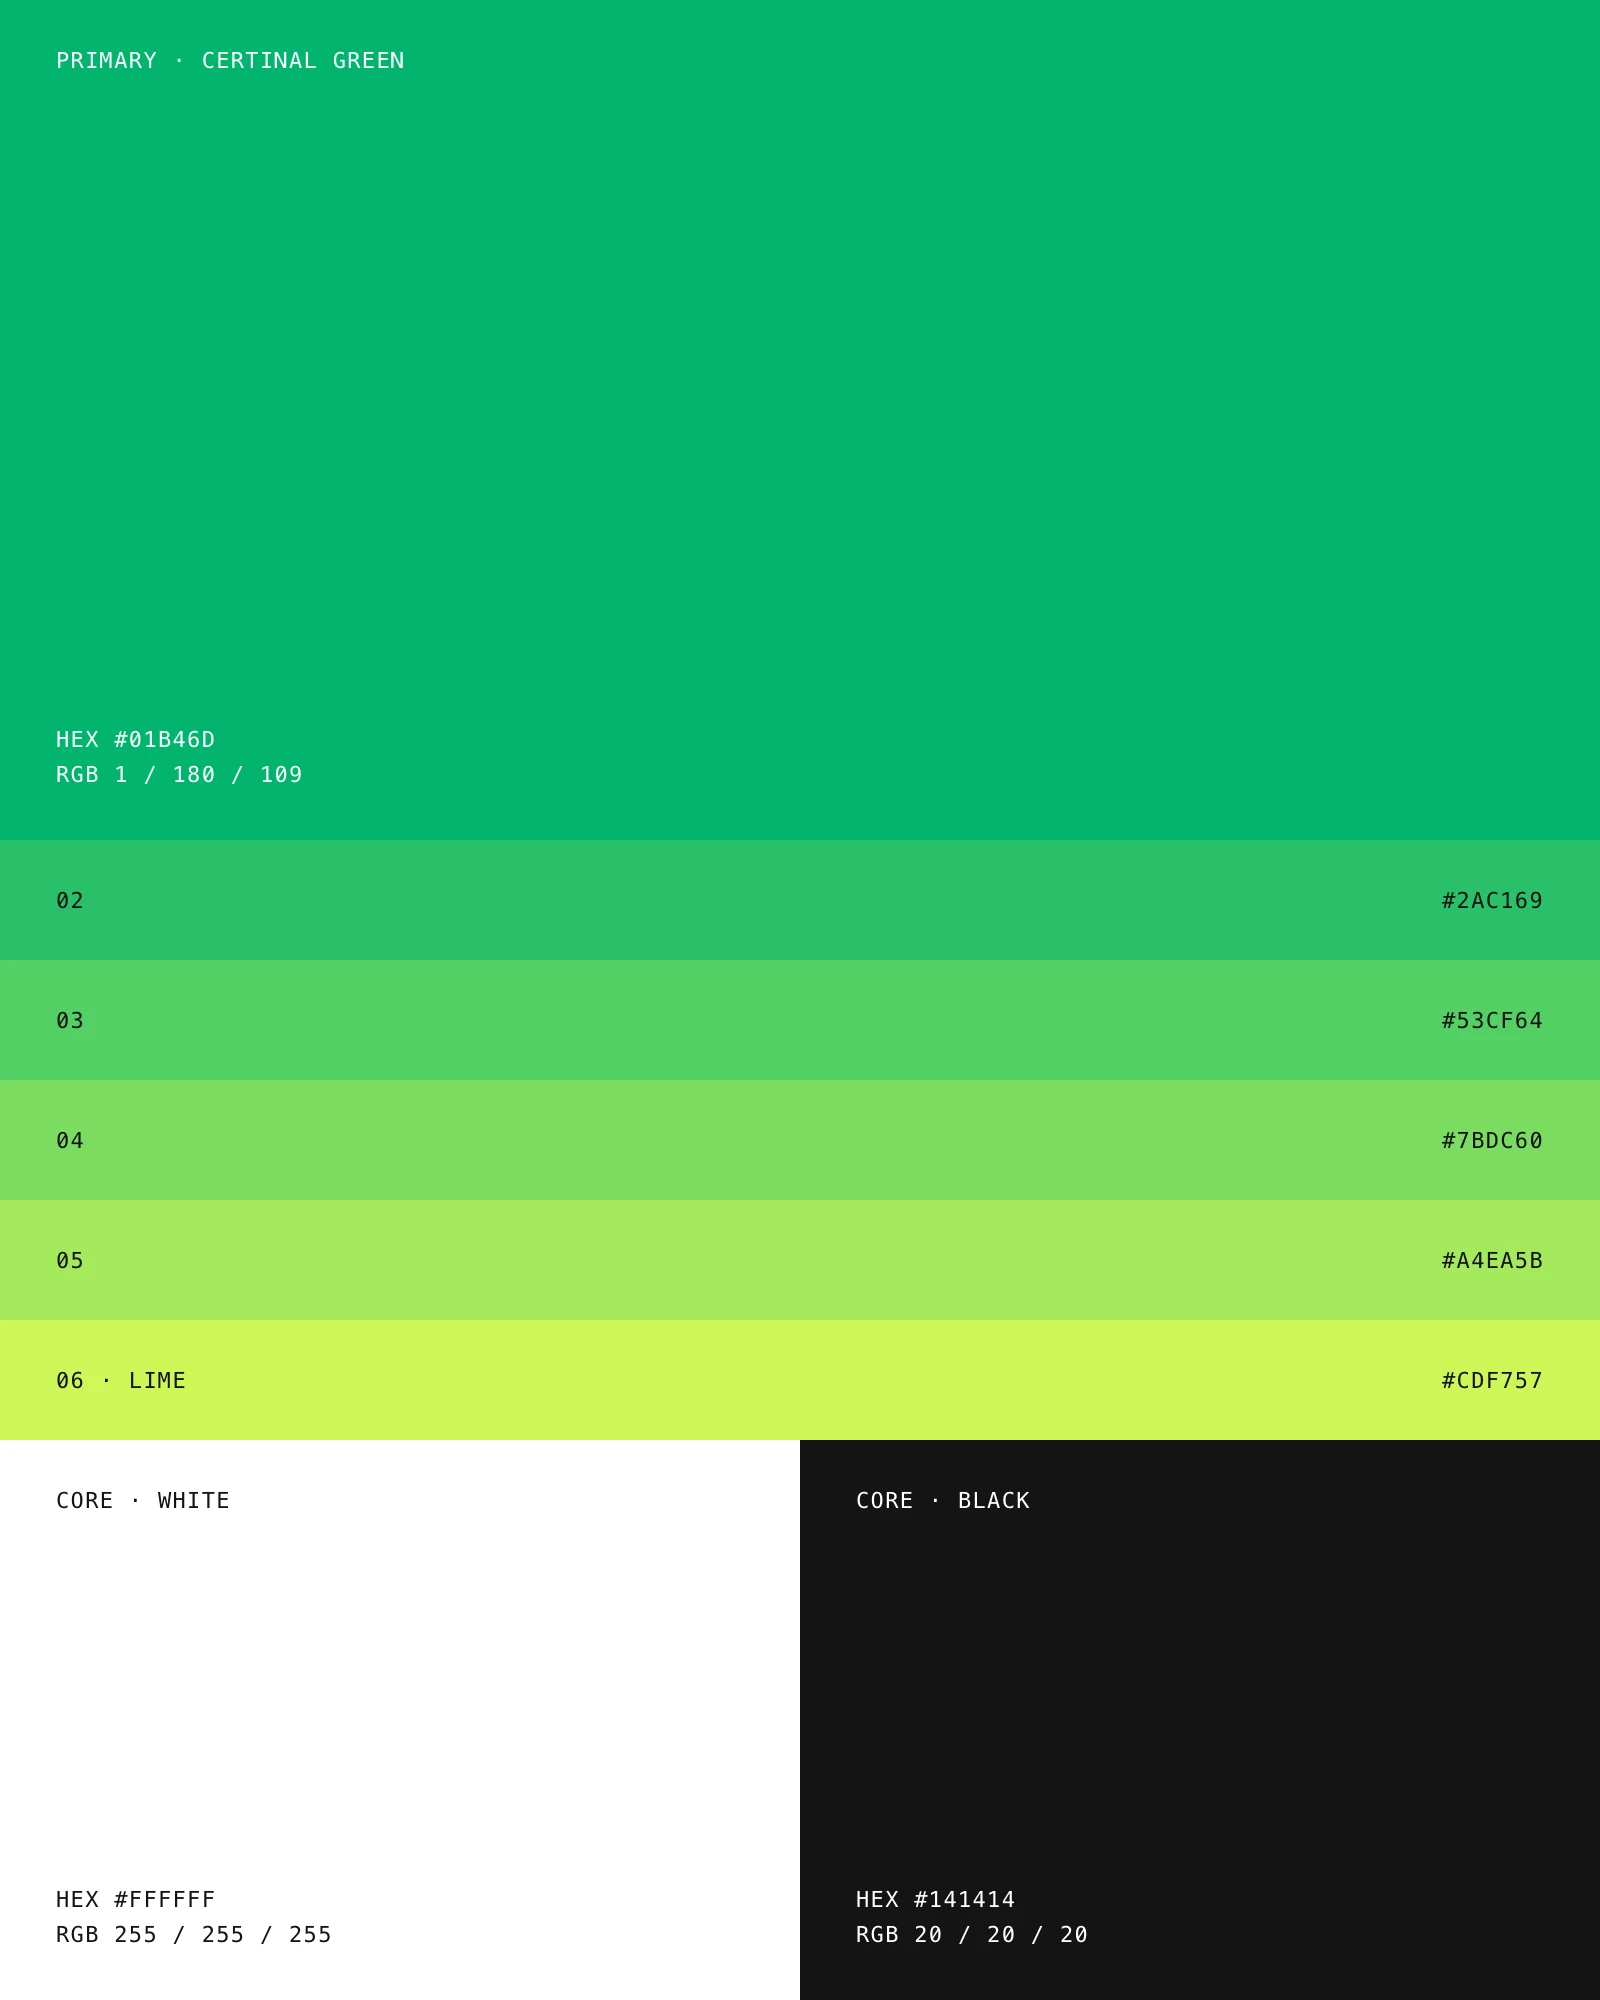 PRIMARY · CERTINAL GREEN
HEX #01B46D
RGB 1 / 180 / 109
02 #2AC169
03 #53CF64
04 #7BDC60
05 #A4EA5B
06 · LIME #CDF757
CORE · WHITE
HEX #FFFFFF
RGB 255 / 255 / 255
CORE · BLACK
HEX #141414
RGB 20 / 20 / 20